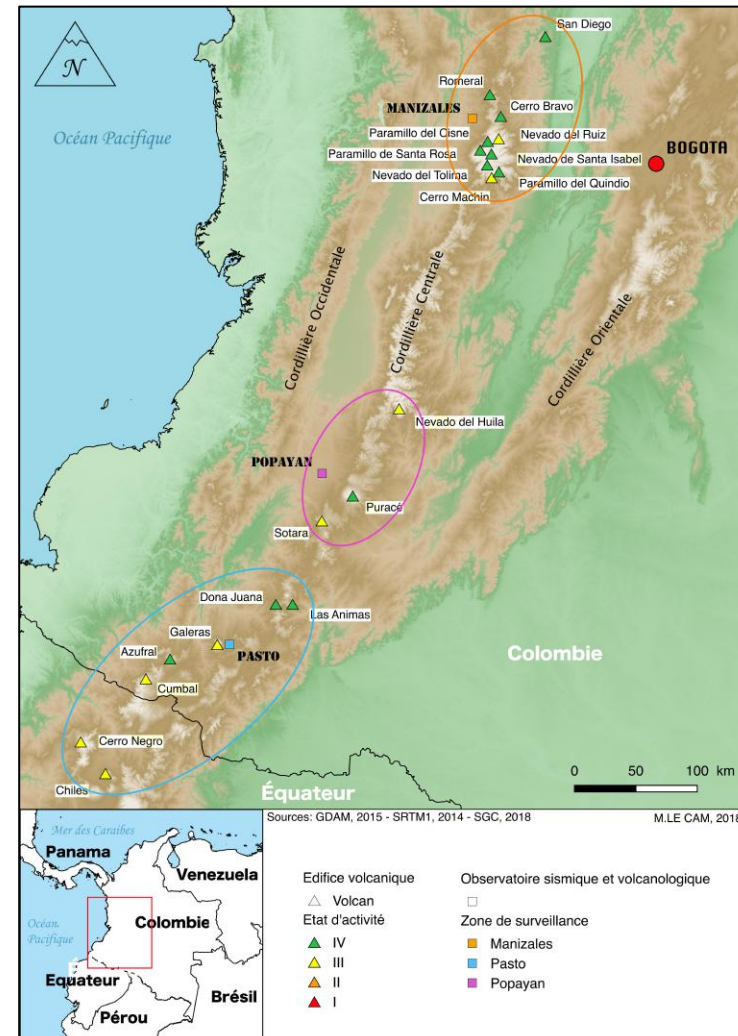 N
Océan Pacifique
San Diego
Romeral
MANIZALES
Cerro Bravo
Paramillo del Cisne
Nevado del Ruiz
Paramillo de Santa Rosa
Nevado de Santa Isabel
BOGOTA
Nevado del Tolima
Paramillo del Quindio
Cerro Machin
Cordillière Occidentale
Cordillière Centrale
Cordillière Orientale
Nevado del Huila
POPAYAN
Puracé
Sotara
Dona Juana
Las Animas
Galeras
PASTO
Azufral
Colombie
Cumbal
Cerro Negro
Chiles
Équateur
0 50 100 km
Sources: GDAM, 2015 - SRTM1, 2014 - SGC, 2018
M.LE CAM, 2018
Mer des Caraibes
Panama
Venezuela
Océan
Pacifique
Colombie
É
Equateur
Pérou
Brésil
Edifice volcanique
Volcan
Etat d'activité
IV
III
II
I
Observatoire sismique et volcanologique
Zone de surveillance
Manizales
Pasto
Popayan